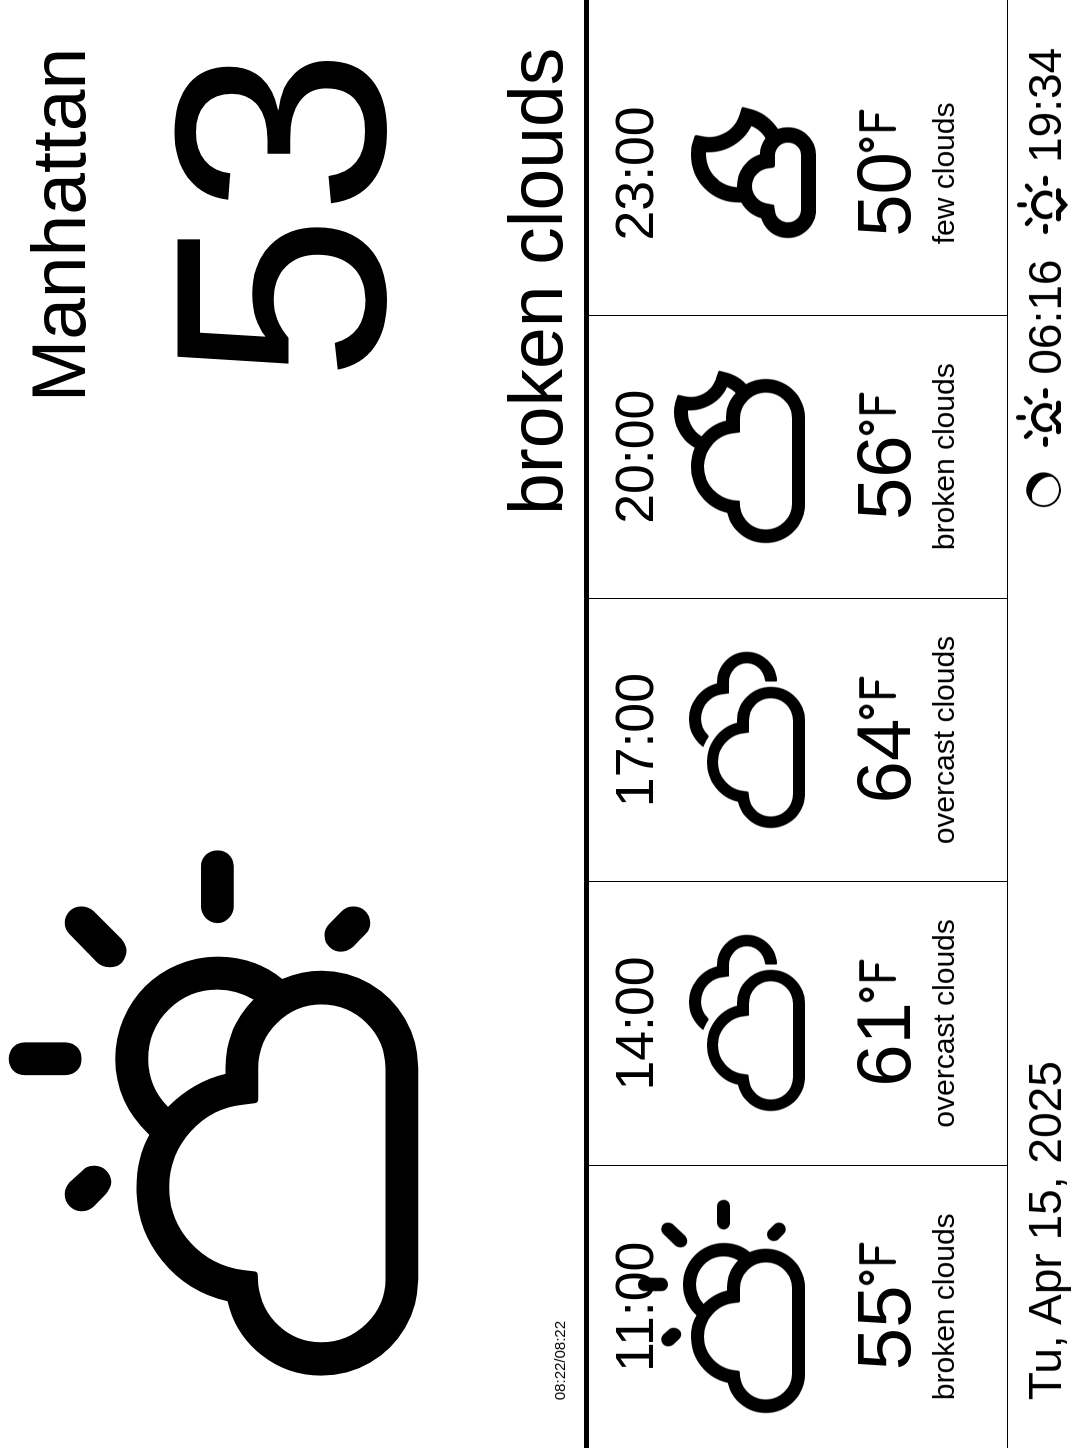 Manhattan
53
broken clouds
08:22/08:22
11:00 14:00 17:00 20:00 23:00
55°F 61°F 64°F 56°F 50°F
broken clouds overcast clouds overcast clouds broken clouds few clouds
Tu, Apr 15, 2025 06:16 19:34